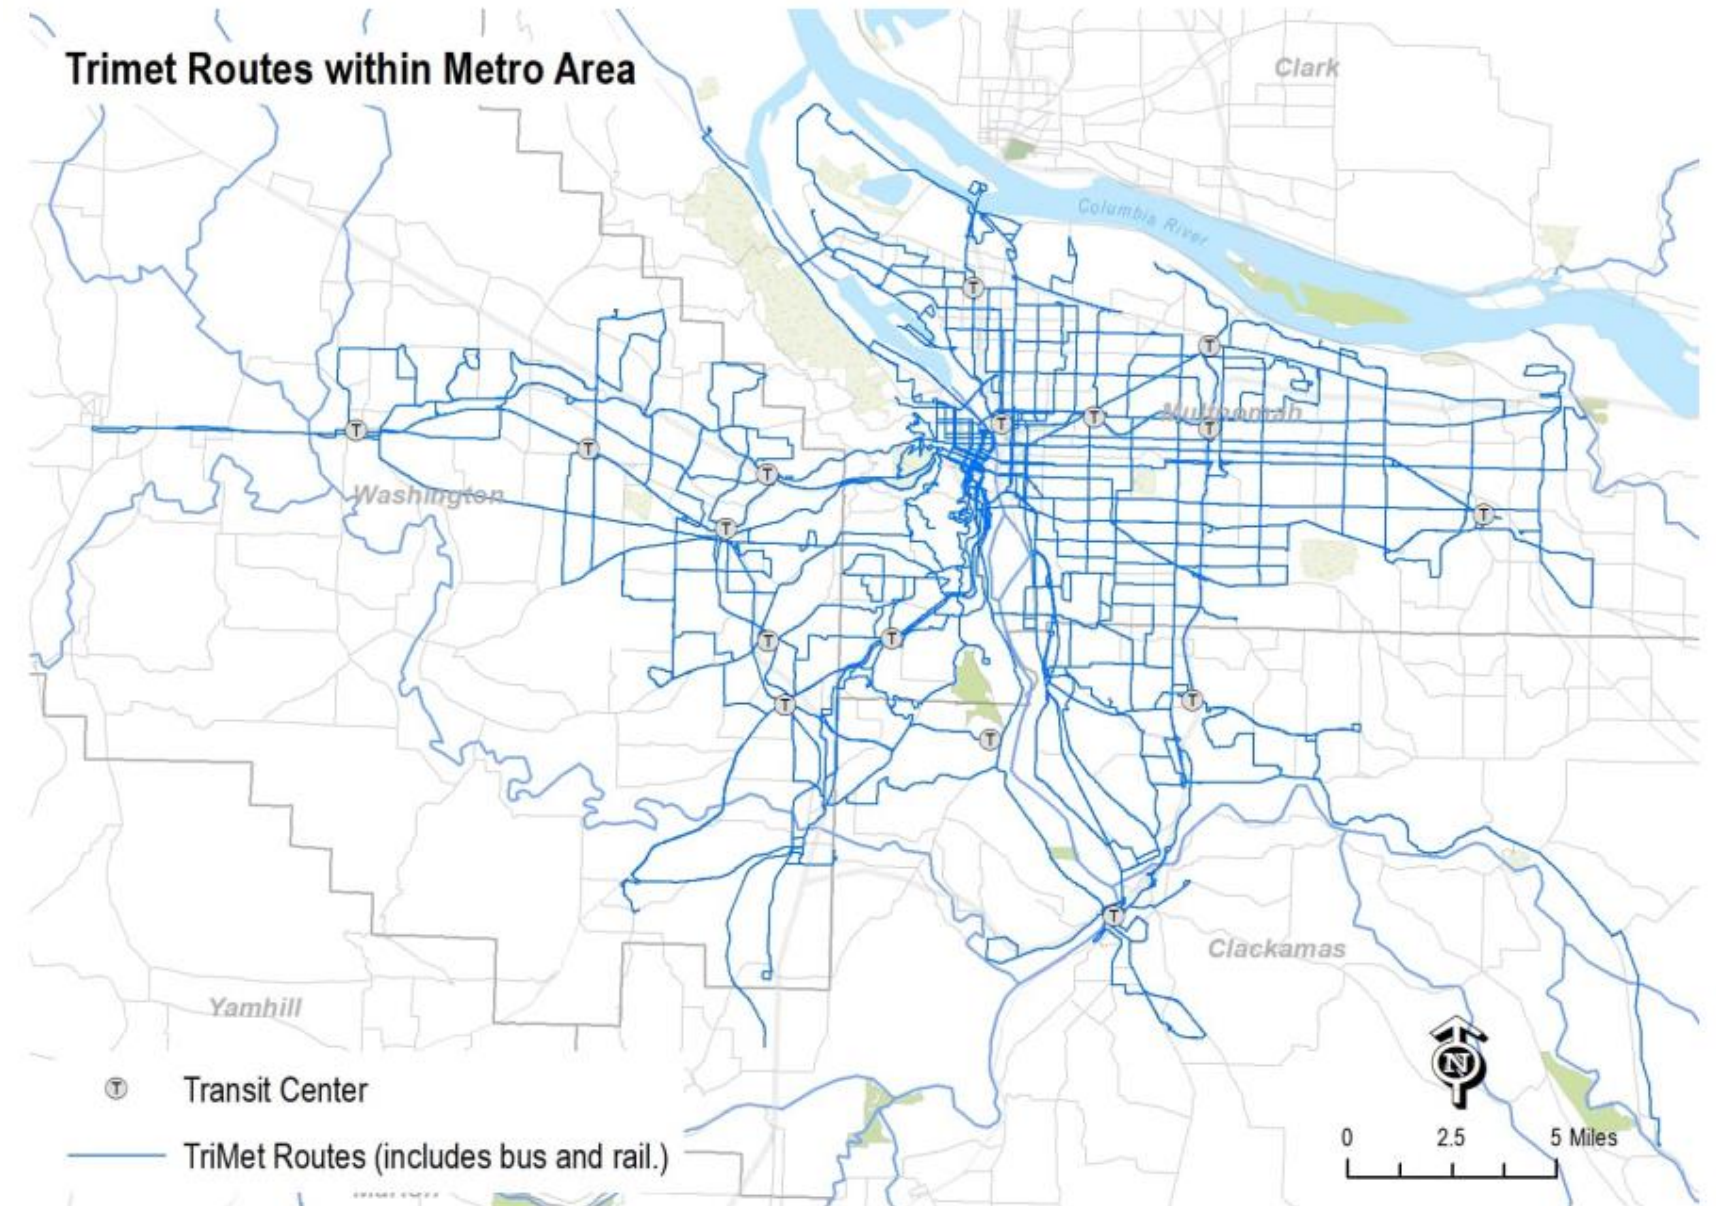 Trimet Routes within Metro Area
Clark
Columbia River
Multnomah
T
T
T
T
T
T
T
T
T
Washington
T
T
T
T
T
T
T
Clackamas
Yamhill
N
T Transit Center
0 2.5 5 Miles
TriMet Routes (includes bus and rail.)
Marion